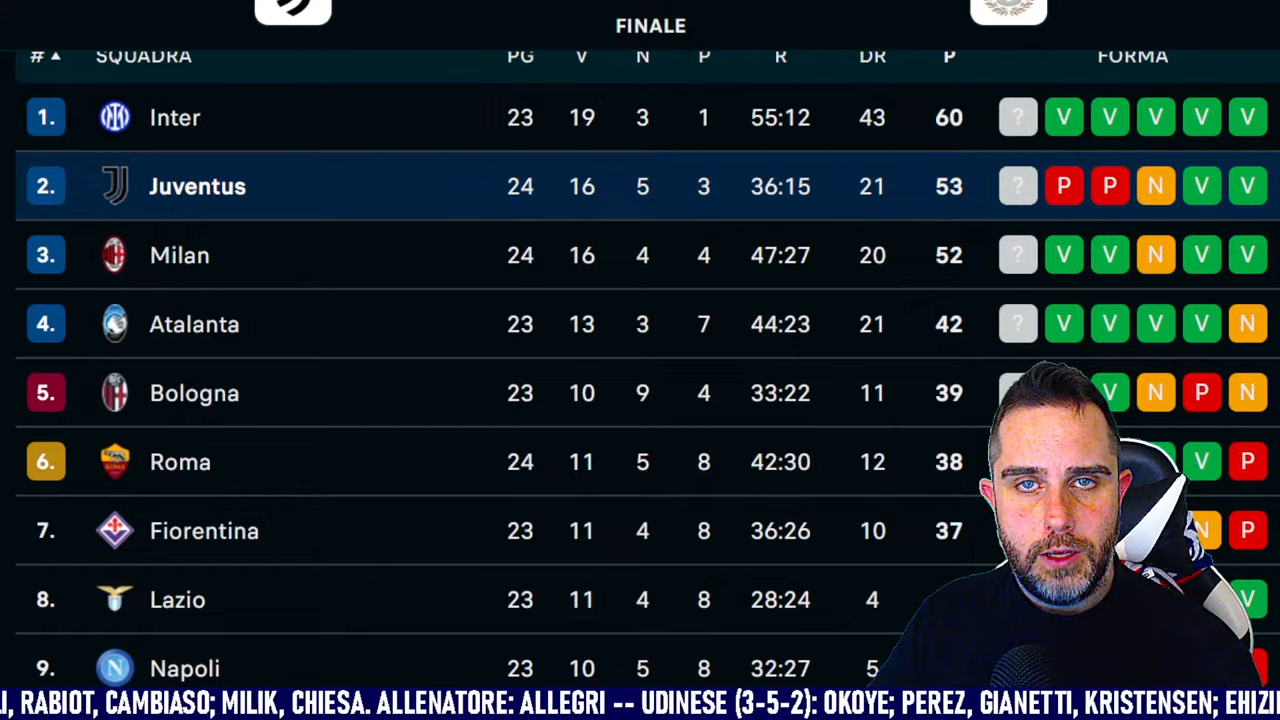 FINALE
# SQUADRA PG V N P R DR P FORMA
1. Inter 23 19 3 1 55:12 43 60 ? V V V V V
2. Juventus 24 16 5 3 36:15 21 53 ? P P N V V
3. Milan 24 16 4 4 47:27 20 52 ? V V N V V
4. Atalanta 23 13 3 7 44:23 21 42 ? V V V V N
5. Bologna 23 10 9 4 33:22 11 39 V N P N
6. Roma 24 11 5 8 42:30 12 38 V P
7. Fiorentina 23 11 4 8 36:26 10 37 N P
8. Lazio 23 11 4 8 28:24 4 V
9. Napoli 23 10 5 8 32:27 5
RABIOT, CAMBIASO; MILIK, CHIESA. ALLENATORE: ALLEGRI -- UDINESE (3-5-2): OKOYE; PEREZ, GIANETTI, KRISTENSEN;